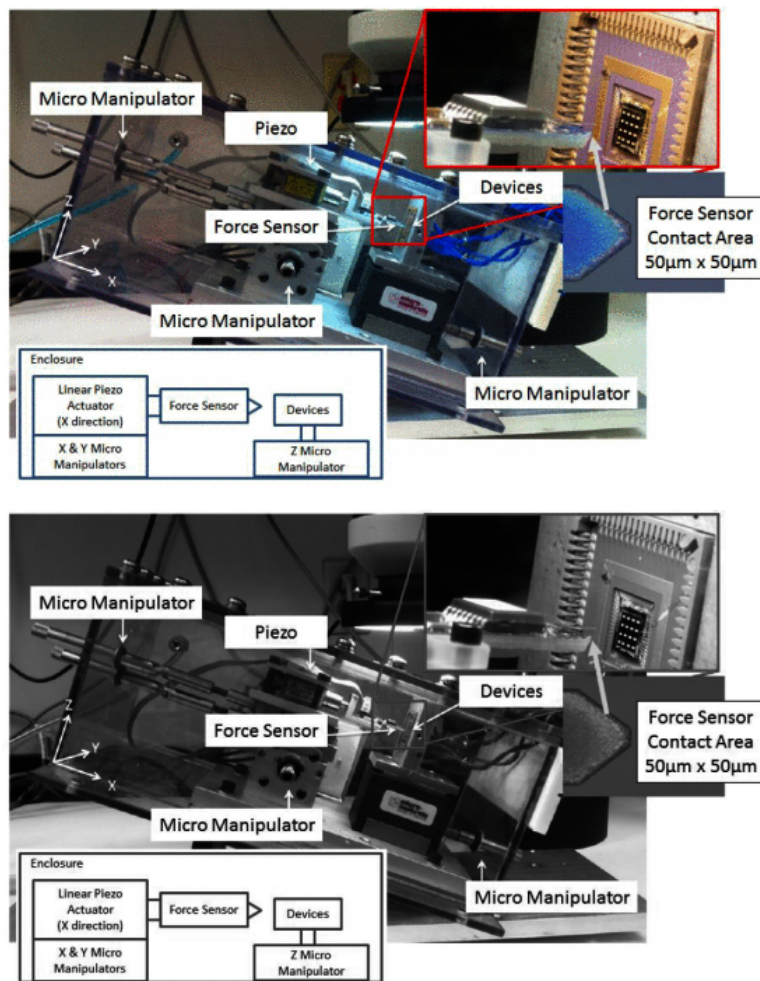 Micro Manipulator
Piezo
Devices
Force Sensor
Force Sensor
Contact Area
50µm x 50µm
Z
Y
X
Micro Manipulator
Micro Manipulator
Enclosure
Linear Piezo
Actuator
(X direction)
Force Sensor
Devices
X & Y Micro
Manipulators
Z Micro
Manipulator
Micro Manipulator
Piezo
Devices
Force Sensor
Force Sensor
Contact Area
50µm x 50µm
Z
Y
X
Micro Manipulator
Micro Manipulator
Enclosure
Linear Piezo
Actuator
(X direction)
Force Sensor
Devices
X & Y Micro
Manipulators
Z Micro
Manipulator